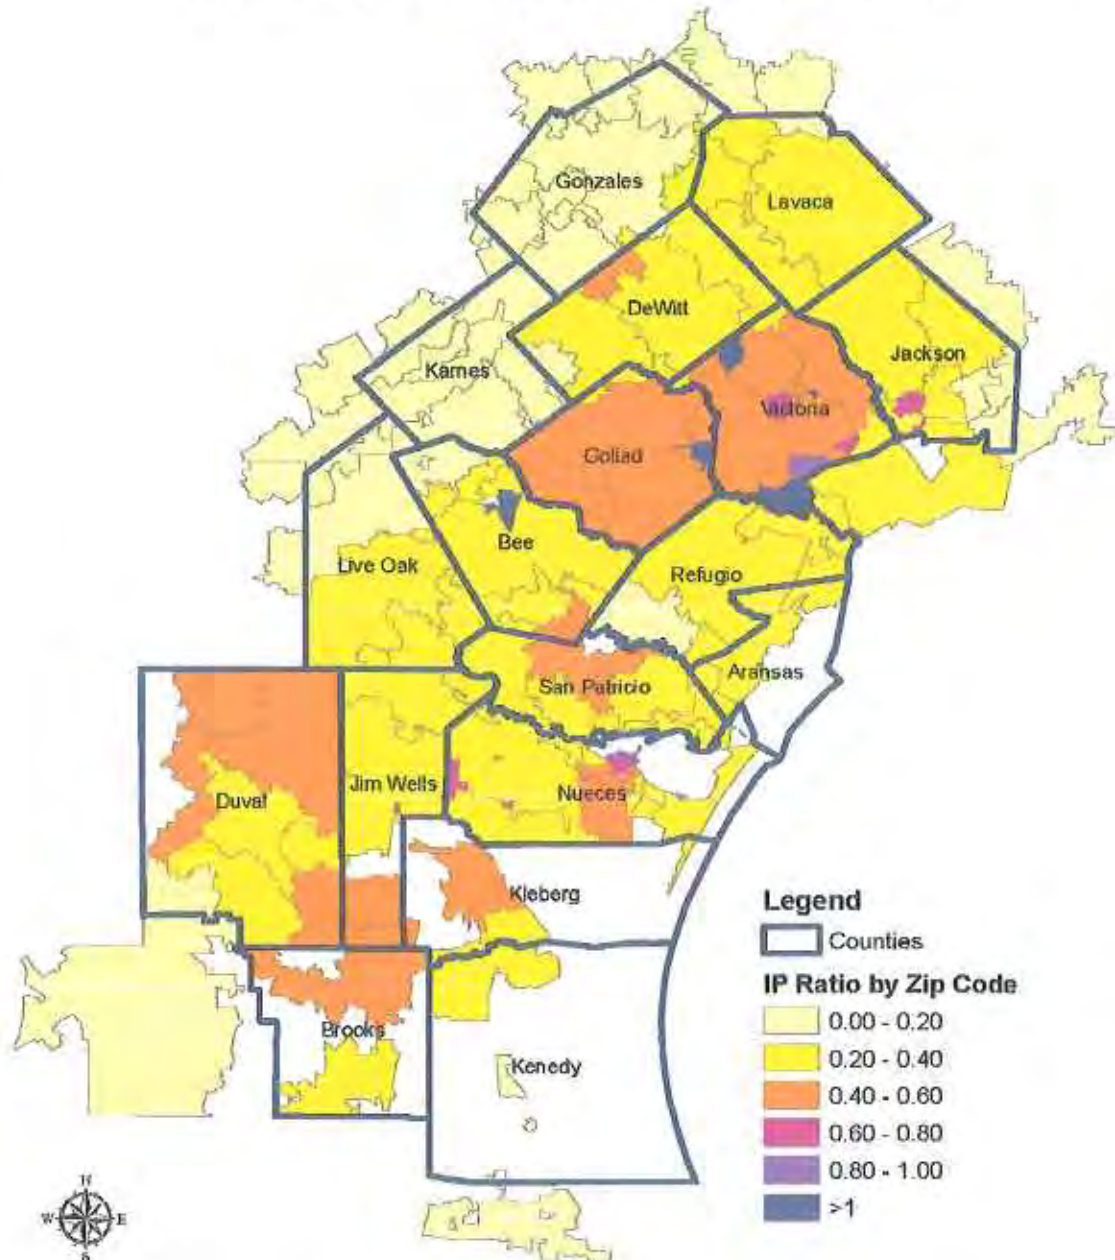 Gonzales
Lavaca
DeWitt
Jackson
Karnes
Victoria
Goliad
Bee
Live Oak
Refugio
Aransas
San Patricio
Jim Wells
Duval
Nueces
Kleberg
Brooks
Kenedy
Legend
Counties
IP Ratio by Zip Code
0.00 - 0.20
0.20 - 0.40
0.40 - 0.60
0.60 - 0.80
0.80 - 1.00
>1
N
W
E
S